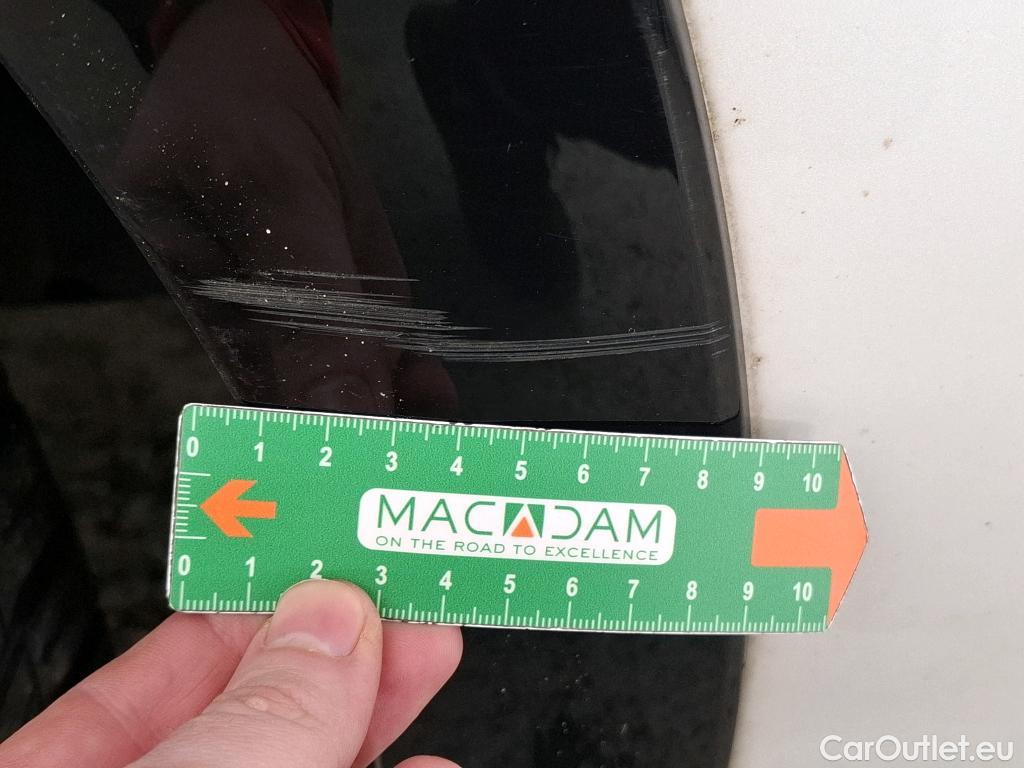 0 1 2 3 4 5 6 7 8 9 10
MACADAM
ON THE ROAD TO EXCELLENCE
0 1 2 3 4 5 6 7 8 9 10
CarOutlet.eu